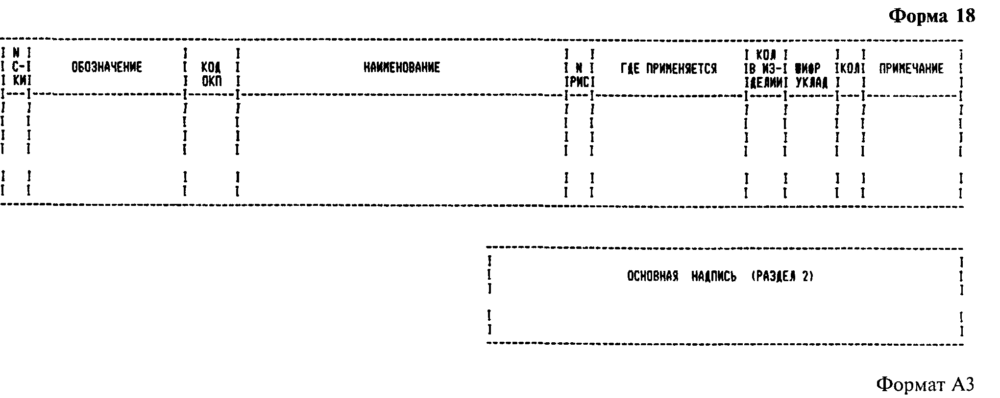 Форма 18
N КОЛ
С- ОБОЗНАЧЕНИЕ КОД НАИМЕНОВАНИЕ N ГДЕ ПРИМЕНЯЕТСЯ В ИЗ- ШИФР КОЛ ПРИМЕЧАНИЕ
КИ ОКП РИС ДЕЛИИ УКЛАД
ОСНОВНАЯ НАДПИСЬ (РАЗДЕЛ 2)
Формат А3